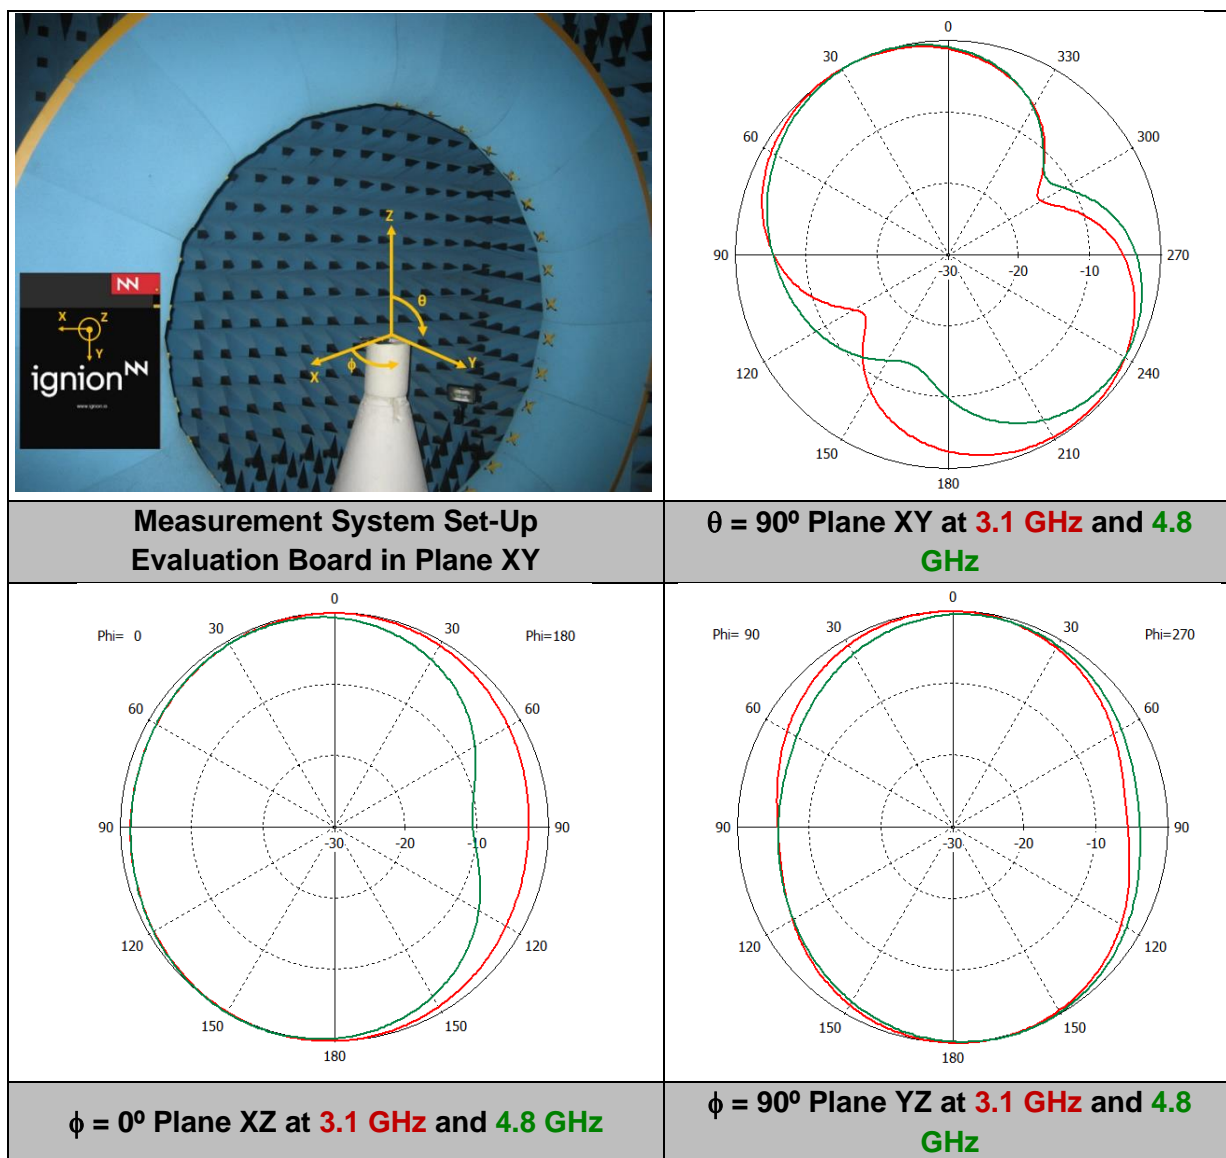 Z
θ
X
Y
ϕ
NN
X
Z
Y
ignion
www.ignion.io
Measurement System Set-Up
Evaluation Board in Plane XY
0
30
330
60
300
90
-30
-20
-10
270
120
240
150
210
180
θ = 90º Plane XY at 3.1 GHz and 4.8
GHz
0
Phi= 0
30
30
Phi=180
60
60
90
-30
-20
-10
90
120
120
150
150
180
ϕ = 0º Plane XZ at 3.1 GHz and 4.8 GHz
0
Phi= 90
30
30
Phi=270
60
60
90
-30
-20
-10
90
120
120
150
150
180
ϕ = 90º Plane YZ at 3.1 GHz and 4.8
GHz